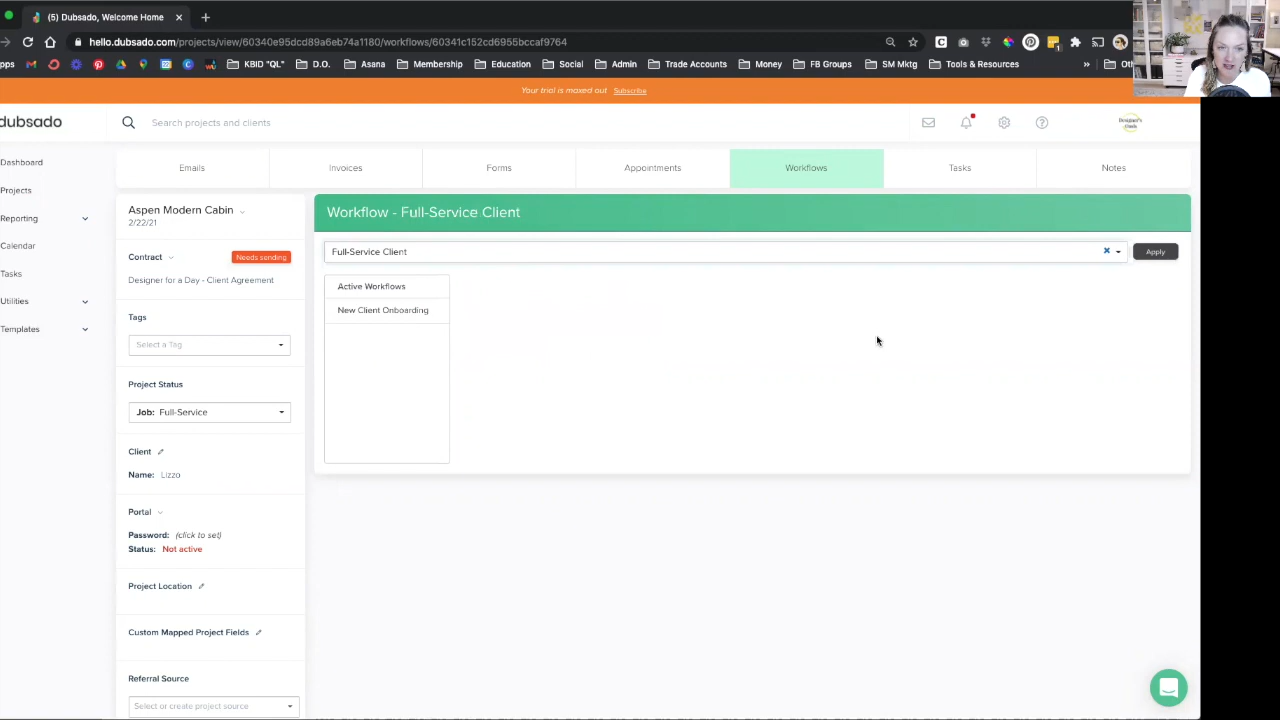 (5) Dubsado, Welcome Home
hello.dubsado.com/projects/view/60340e95dcd89a6eb74a1180/workflows/60341c152cd6955bccaf9764
pps
KBID "QL"
D.O.
Asana
Membership
Education
Social
Admin
Trade Accounts
Money
FB Groups
SM Mktg
Tools & Resources
»
Your trial is maxed out Subscribe
dubsado
Search projects and clients
Designer's
Oasis
Dashboard
Projects
Reporting
Calendar
Tasks
Utilities
Templates
Emails
Invoices
Forms
Appointments
Workflows
Tasks
Notes
Aspen Modern Cabin
2/22/21
Contract
Needs sending
Designer for a Day - Client Agreement
Tags
Select a Tag
Project Status
Job: Full-Service
Client
Name: Lizzo
Portal
Password: (click to set)
Status: Not active
Project Location
Custom Mapped Project Fields
Referral Source
Select or create project source
Workflow - Full-Service Client
Full-Service Client
Apply
Active Workflows
New Client Onboarding